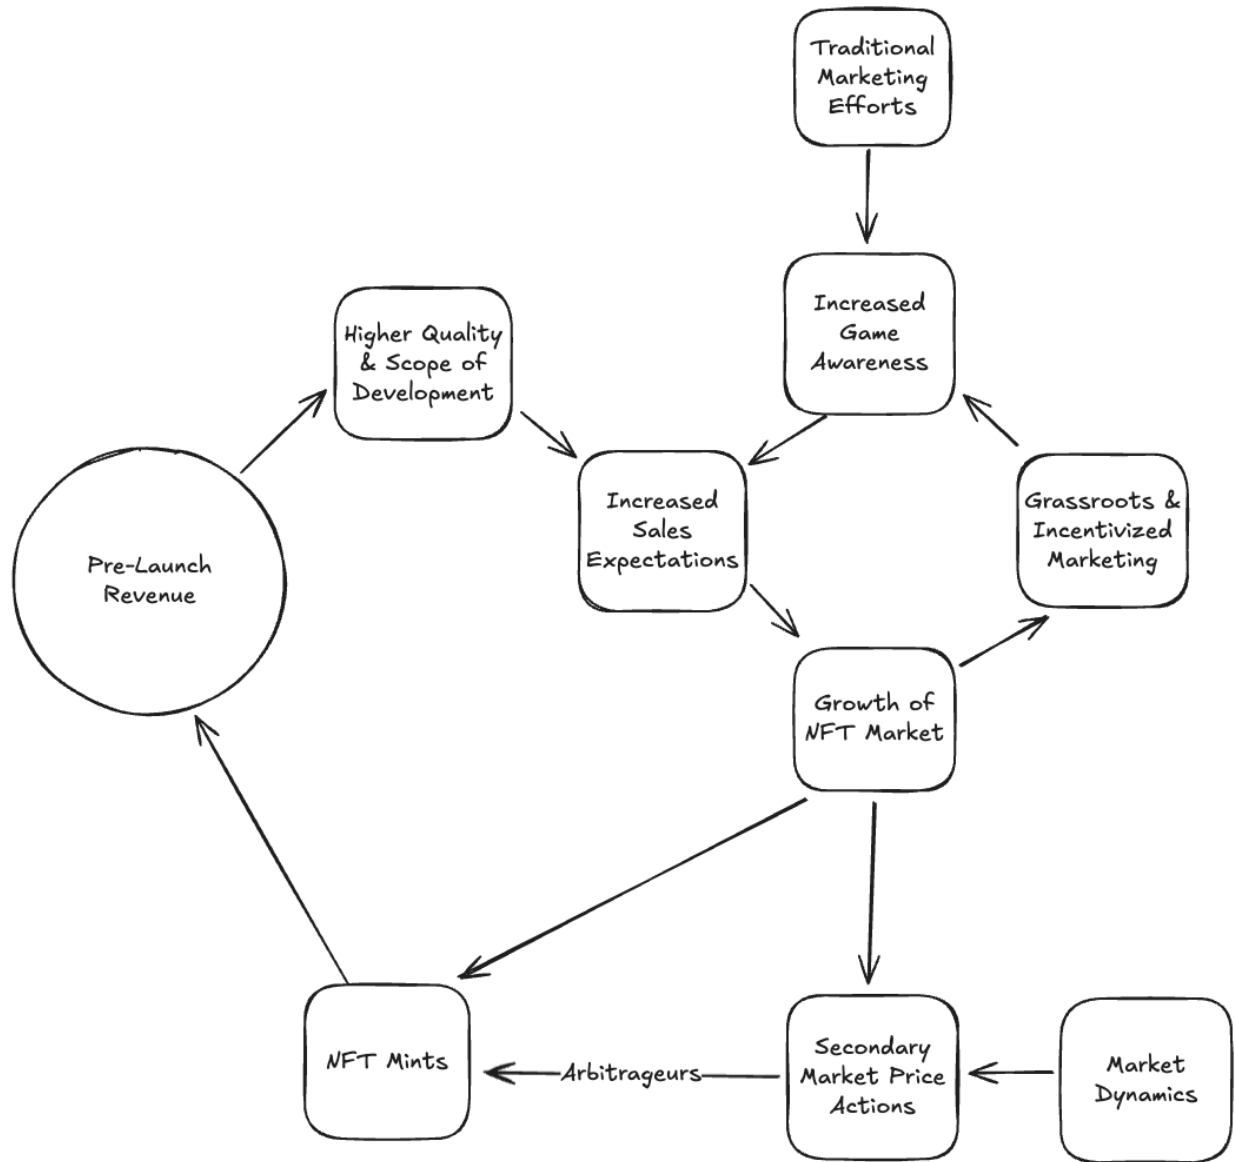 Traditional
Marketing
Efforts
Increased
Game
Awareness
Higher Quality
& Scope of
Development
Increased
Sales
Expectations
Grassroots &
Incentivized
Marketing
Pre-Launch
Revenue
Growth of
NFT Market
NFT Mints
Arbitrageurs
Secondary
Market Price
Actions
Market
Dynamics